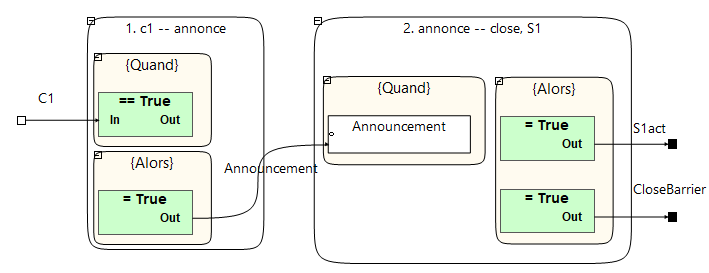 1. c1 -- annonce
{Quand}
C1
== True
In Out
{Alors}
= True
Out
Announcement
2. annonce -- close, S1
{Quand}
Announcement
{Alors}
= True
Out
S1act
= True
Out
CloseBarrier